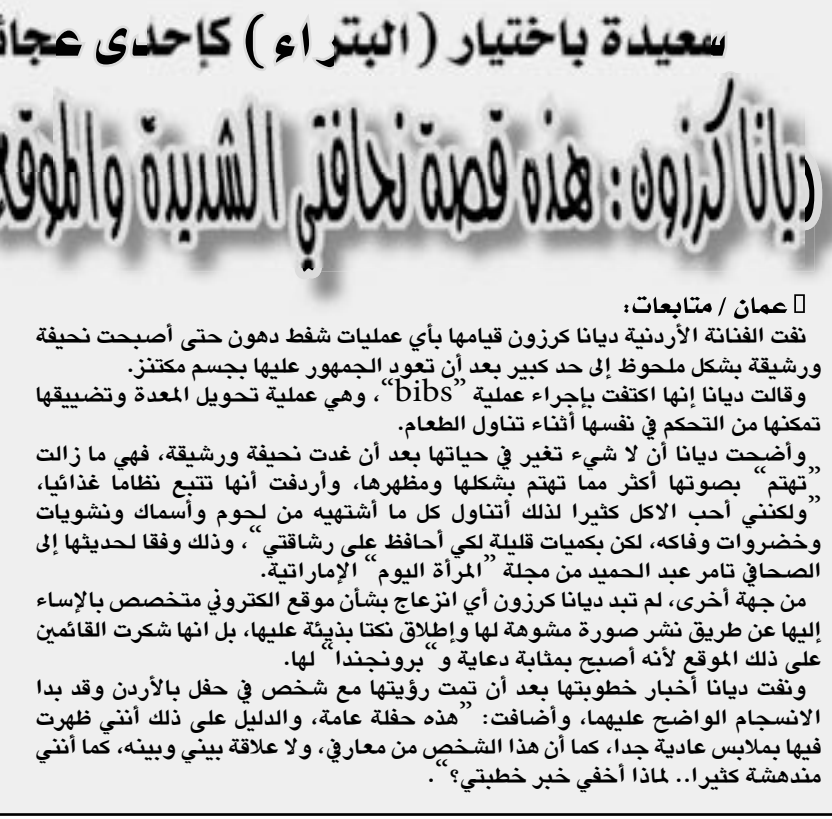 سعيدة باختيار (البتراء) كإحدى
ديانا كرزون: هذه قصة نحافتي الشديدة
عمان / متابعات:
نفت الفنانة الأردنية ديانا كرزون قيامها بأي عمليات شفط دهون حتى أصبحت نحيفة
ورشيقة بشكل ملحوظ إلى حد كبير بعد أن تعود الجمهور عليها بجسم مكتنز.
وقالت ديانا إنها اكتفت بإجراء عملية ”bibs“، وهي عملية تحويل المعدة وتضييقها
تمكنها من التحكم في نفسها أثناء تناول الطعام.
وأضحت ديانا أن لا شيء تغير في حياتها بعد أن غدت نحيفة ورشيقة، فهي ما زالت
”تهتم“ بصوتها أكثر مما تهتم بشكلها ومظهرها، وأردفت أنها تتبع نظاما غذائيا،
”ولكنني أحب الاكل كثيرا لذلك أتناول كل ما أشتهيه من لحوم وأسماك ونشويات
وخضروات وفاكه، لكن بكميات قليلة لكي أحافظ على رشاقتي“، وذلك وفقا لحديثها إلى
الصحافي تامر عبد الحميد من مجلة ”المرأة اليوم“ الإماراتية.
من جهة أخرى، لم تبد ديانا كرزون أي انزعاج بشأن موقع الكتروني متخصص بالإساء
إليها عن طريق نشر صورة مشوهة لها وإطلاق نكتا بذيئة عليها، بل انها شكرت القائمين
على ذلك الموقع لأنه أصبح بمثابة دعاية و“برونجندا“ لها.
ونفت ديانا أخبار خطوبتها بعد أن تمت رؤيتها مع شخص في حفل بالأردن وقد بدا
الانسجام الواضح عليهما، وأضافت: ”هذه حفلة عامة، والدليل على ذلك أنني ظهرت
فيها بملابس عادية جدا، كما أن هذا الشخص من معارفي، ولا علاقة بيني وبينه، كما أنني
مندهشة كثيرا.. لماذا أخفي خبر خطبتي؟“.